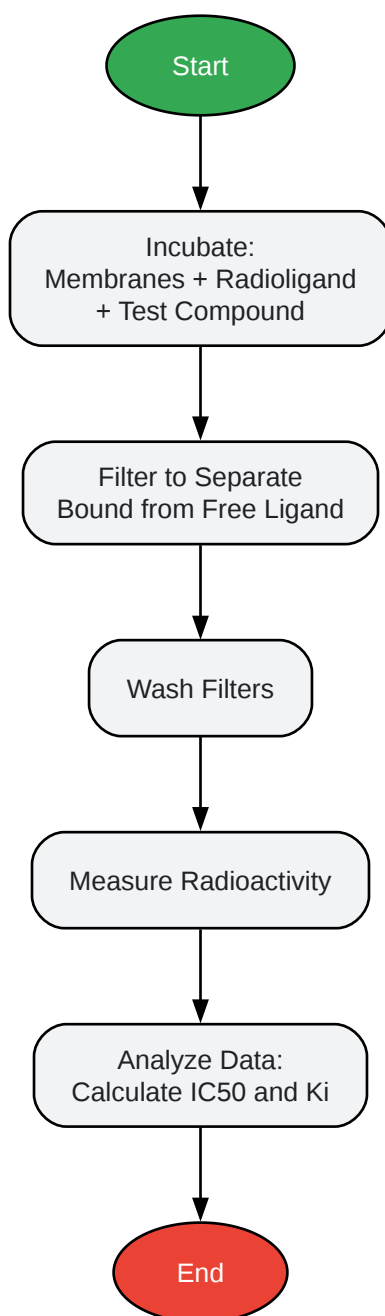 Start
Incubate:
Membranes + Radioligand
+ Test Compound
Filter to Separate
Bound from Free Ligand
Wash Filters
Measure Radioactivity
Analyze Data:
Calculate IC50 and Ki
End